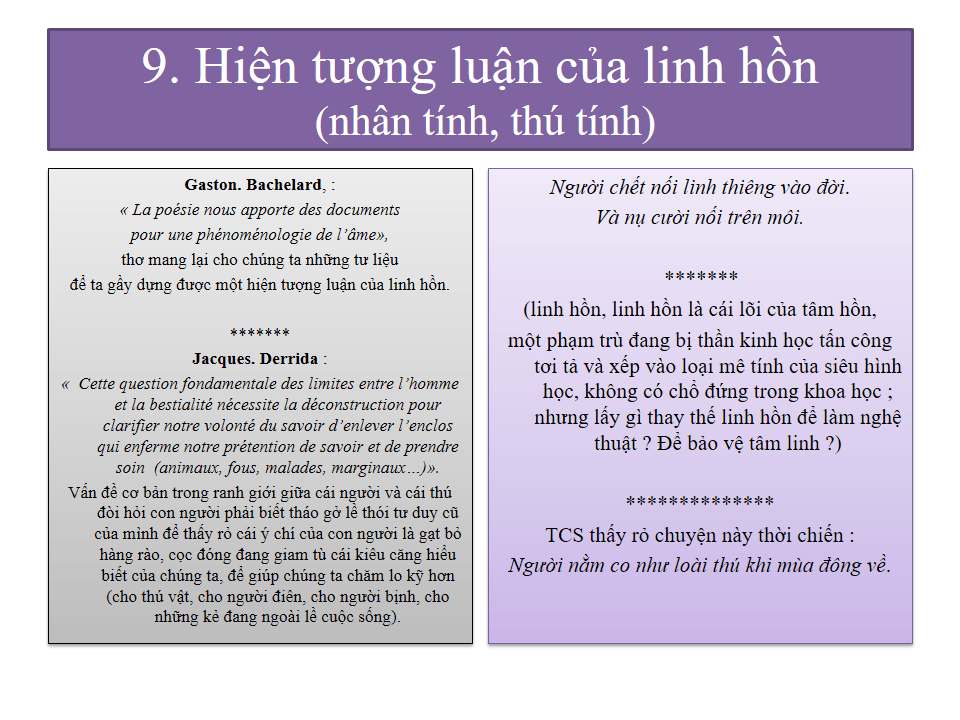 9. Hiện tượng luận của linh hồn
(nhân tính, thú tính)
Gaston. Bachelard, :
« La poésie nous apporte des documents
pour une phénoménologie de l’âme»,
thơ mang lại cho chúng ta những tư liệu
để ta gầy dựng được một hiện tượng luận của linh hồn.
*******
Jacques. Derrida :
« Cette question fondamentale des limites entre l’homme
et la bestialité nécessite la déconstruction pour
clarifier notre volonté du savoir d’enlever l’enclos
qui enferme notre prétention de savoir et de prendre
soin (animaux, fous, malades, marginaux…)».
Vấn đề cơ bản trong ranh giới giữa cái người và cái thú
đòi hỏi con người phải biết tháo gở lề thói tư duy cũ
của mình để thấy rỏ cái ý chí của con người là gạt bỏ
hàng rào, cọc đóng đang giam tù cái kiêu căng hiểu
biết của chúng ta, để giúp chúng ta chăm lo kỹ hơn
(cho thú vật, cho người điên, cho người bịnh, cho
những kẻ đang ngoài lề cuộc sống).
Người chết nối linh thiêng vào đời.
Và nụ cười nối trên môi.
*******
(linh hồn, linh hồn là cái lõi của tâm hồn,
một phạm trù đang bị thần kinh học tấn công
tơi tả và xếp vào loại mê tính của siêu hình
học, không có chổ đứng trong khoa học ;
nhưng lấy gì thay thế linh hồn để làm nghệ
thuật ? Để bảo vệ tâm linh ?)
**************
TCS thấy rỏ chuyện này thời chiến :
Người nằm co như loài thú khi mùa đông về.